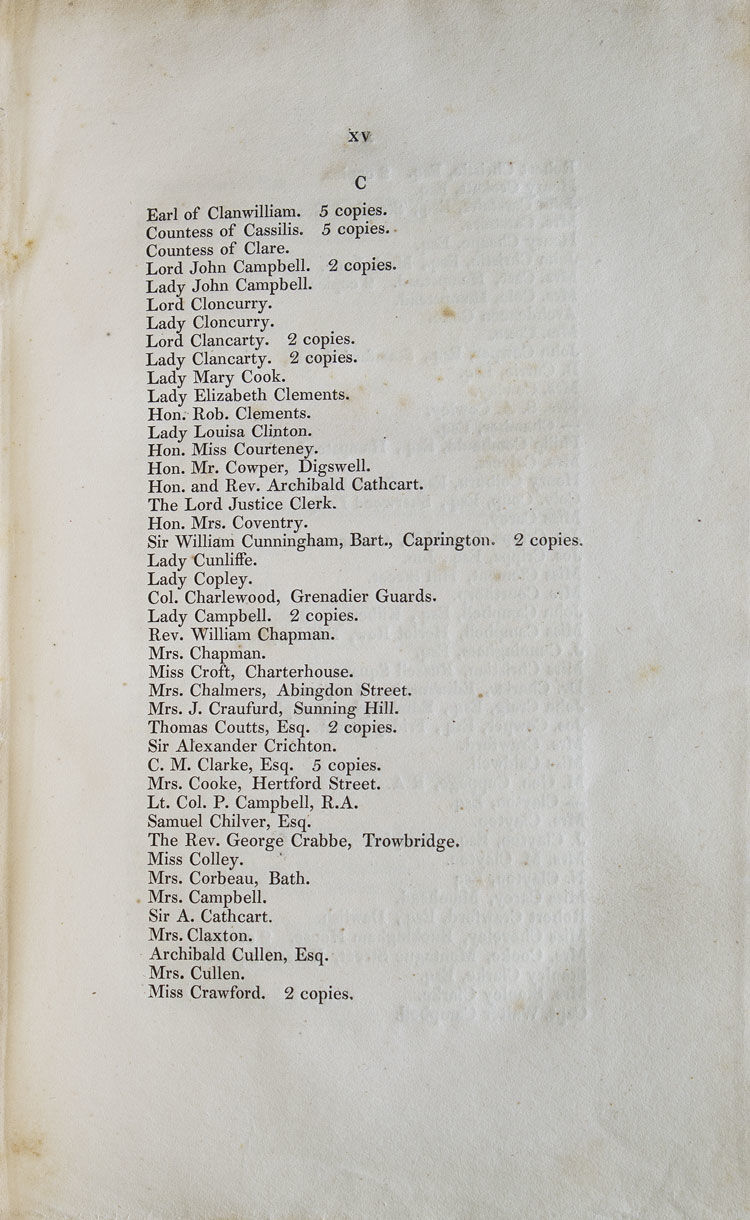 xv
C
Earl of Clanwilliam. 5 copies.
Countess of Cassilis. 5 copies.
Countess of Clare.
Lord John Campbell. 2 copies.
Lady John Campbell.
Lord Cloncurry.
Lady Cloncurry.
Lord Clancarty. 2 copies.
Lady Clancarty. 2 copies.
Lady Mary Cook.
Lady Elizabeth Clements.
Hon. Rob. Clements.
Lady Louisa Clinton.
Hon. Miss Courteney.
Hon. Mr. Cowper, Digswell.
Hon. and Rev. Archibald Cathcart.
The Lord Justice Clerk.
Hon. Mrs. Coventry.
Sir William Cunningham, Bart., Caprington. 2 copies.
Lady Cunliffe.
Lady Copley.
Col. Charlewood, Grenadier Guards.
Lady Campbell. 2 copies.
Rev. William Chapman.
Mrs. Chapman.
Miss Croft, Charterhouse.
Mrs. Chalmers, Abingdon Street.
Mrs. J. Craufurd, Sunning Hill.
Thomas Coutts, Esq. 2 copies.
Sir Alexander Crichton.
C. M. Clarke, Esq. 5 copies.
Mrs. Cooke, Hertford Street.
Lt. Col. P. Campbell, R.A.
Samuel Chilver, Esq.
The Rev. George Crabbe, Trowbridge.
Miss Colley.
Mrs. Corbeau, Bath.
Mrs. Campbell.
Sir A. Cathcart.
Mrs. Claxton.
Archibald Cullen, Esq.
Mrs. Cullen.
Miss Crawford. 2 copies.